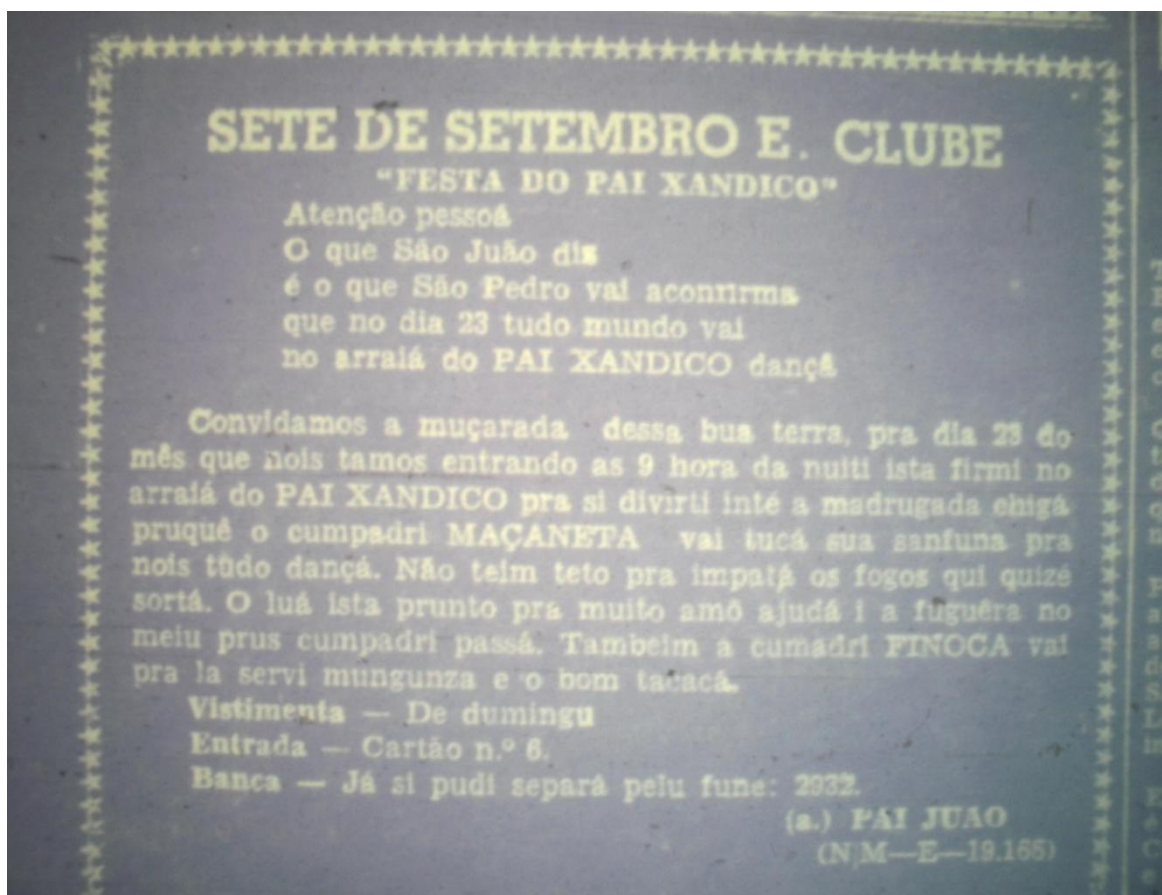 SETE DE SETEMBRO E. CLUBE
"FESTA DO PAI XANDICO"
Atenção pessoá
O que São Juão dis
é o que São Pedro vai aconrirma
que no dia 23 tudo mundo vai
no arraiá do PAI XANDICO dançá
Convidamos a muçarada dessa bua terra, pra dia 23 do
mês que nois tamos entrando as 9 hora da nuiti ista firmi no
arraiá do PAI XANDICO pra si divirti inté a madrugada chigá
pruquê o cumpadri MAÇANETA vai tucá sua sanfuna pra
nois tudo dançá. Não teim teto pra impatá os fogos qui quizé
sortá. O luá ista prunto pra muito amô ajudá i a fuguêra no
meiu prus cumpadri passá. Tambeim a cumadri FINOCA vai
pra la servi mungunza e o bom tacacá.
Vistimenta — De dumingu
Entrada — Cartão n.º 6.
Banca — Já si pudi separá pelu fune: 2932.
(a.) PAI JUAO
(N M—E—19.165)